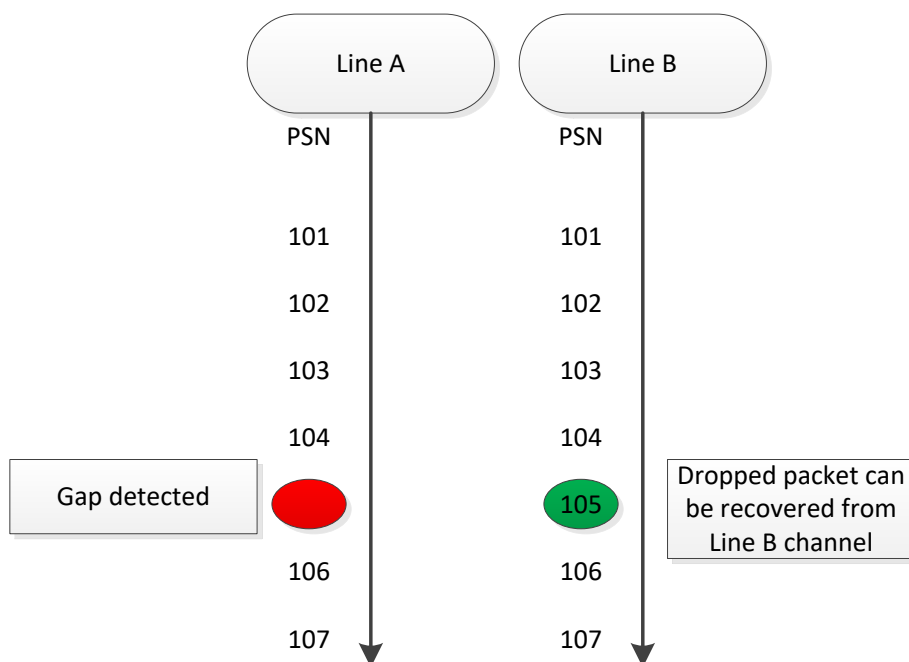 Line A
Line B
PSN
PSN
101
101
102
102
103
103
104
104
Gap detected
105
Dropped packet can
be recovered from
Line B channel
106
106
107
107